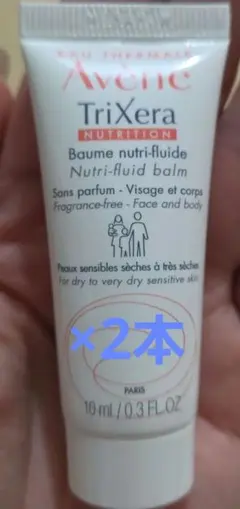 EAU THERMALE
Avène
TriXera
NUTRITION
Baume nutri-fluide
Nutri-fluid balm
Sans parfum - Visage et corps
Fragrance-free - Face and body
Peaux sensibles sèches à très sèches
For dry to very dry sensitive skin
×2本
PARIS
10 ml / 0.3 FL.OZ